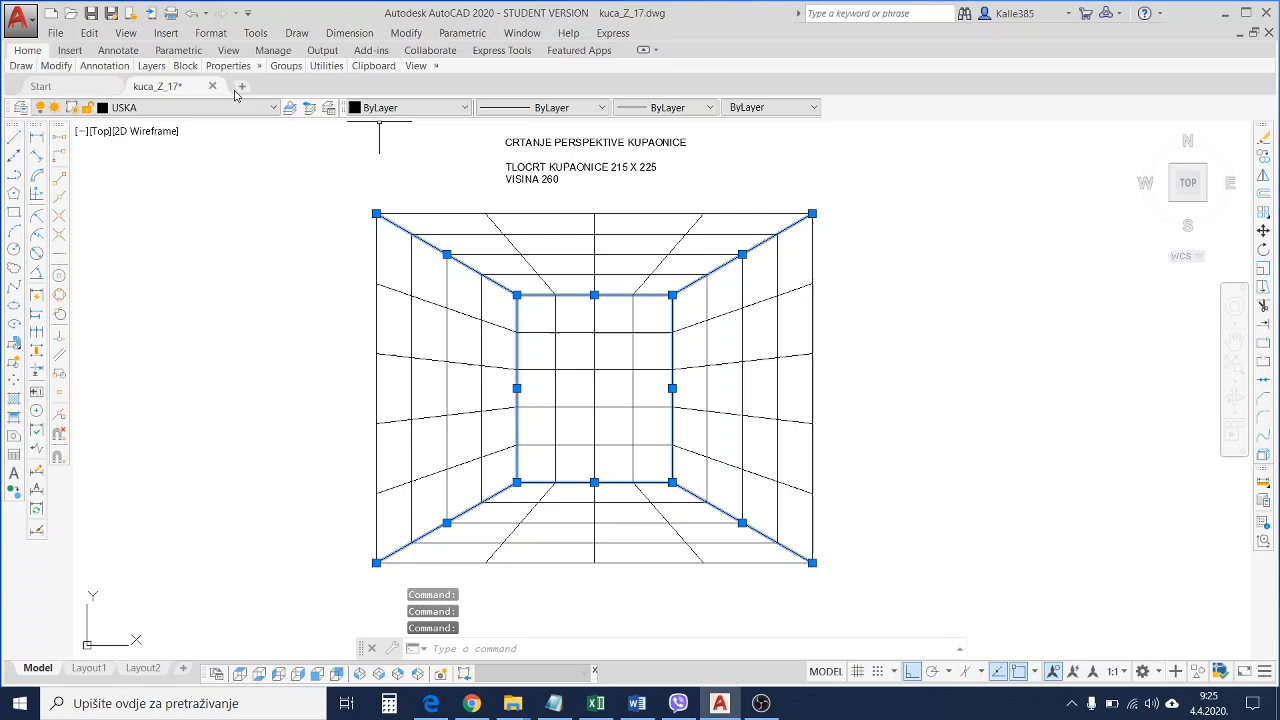 Autodesk AutoCAD 2020 - STUDENT VERSION kuca_Z_17.dwg
Type a keyword or phrase
Kalle385
File Edit View Insert Format Tools Draw Dimension Modify Parametric Window Help Express
Home Insert Annotate Parametric View Manage Output Add-ins Collaborate Express Tools Featured Apps
Draw Modify Annotation Layers Block Properties Groups Utilities Clipboard View
Start
kuca_Z_17*
USKA
ByLayer
ByLayer
ByLayer
ByLayer
[−][Top][2D Wireframe]
CRTANJE PERSPEKTIVE KUPAONICE
TLOCRT KUPAONICE 215 X 225
VISINA 260
N
W
TOP
E
S
WCS
Command:
Command:
Command:
Type a command
Y
X
Model
Layout1
Layout2
MODEL
1:1
Upišite ovdje za pretraživanje
9:25
4.4.2020.